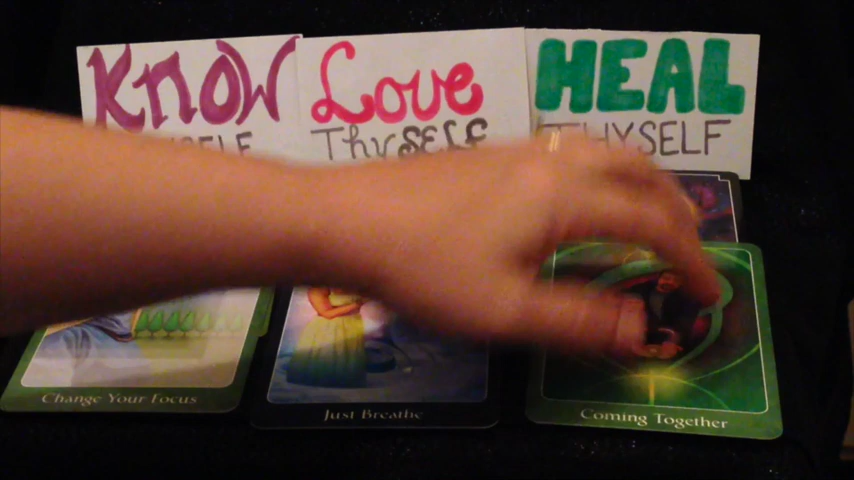 KNOW
Love
HEAL
ThySELF
THYSELF
Change Your Focus
Just Breathe
Coming Together